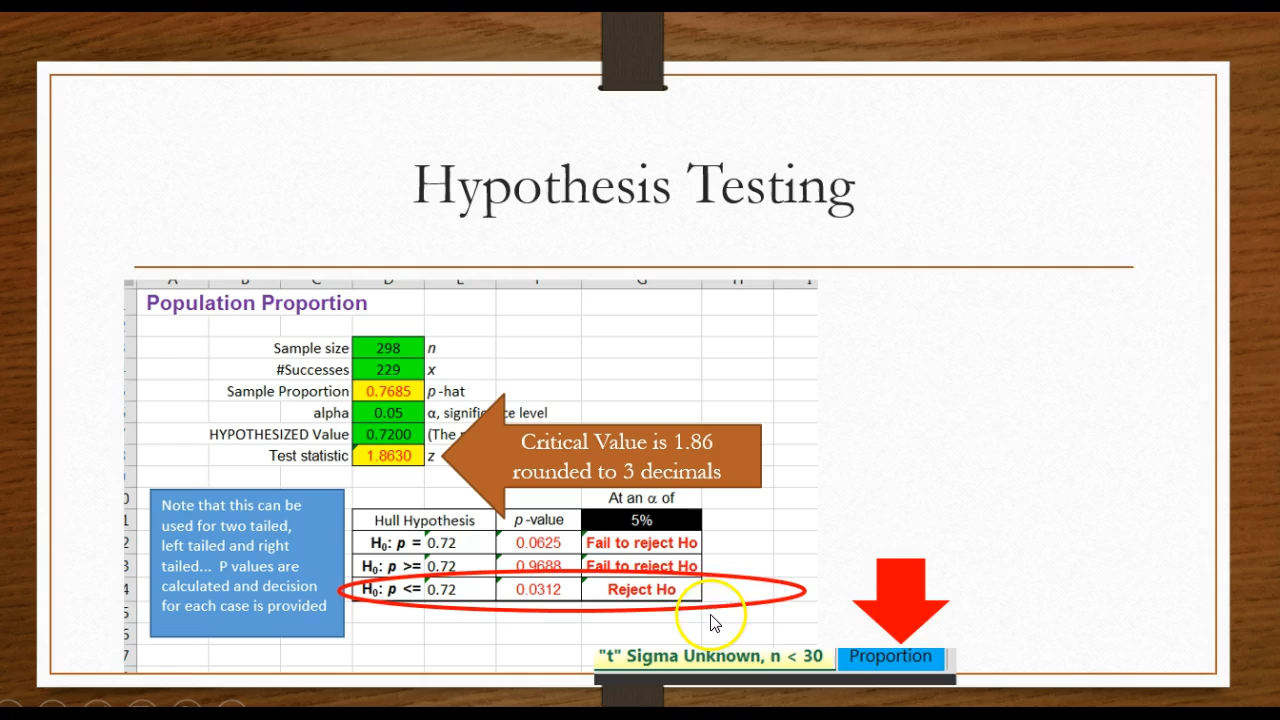 Hypothesis Testing
Population Proportion
Sample size 298 n
#Successes 229 x
Sample Proportion 0.7685 p-hat
alpha 0.05 α, significance level
HYPOTHESIZED Value 0.7200 (The
Test statistic 1.8630 z
Critical Value is 1.86
rounded to 3 decimals
At an α of
Hull Hypothesis p-value 5%
H₀: p = 0.72 0.0625 Fail to reject Ho
H₀: p >= 0.72 0.9688 Fail to reject Ho
H₀: p <= 0.72 0.0312 Reject Ho
Note that this can be
used for two tailed,
left tailed and right
tailed... P values are
calculated and decision
for each case is provided
"t" Sigma Unknown, n < 30 Proportion